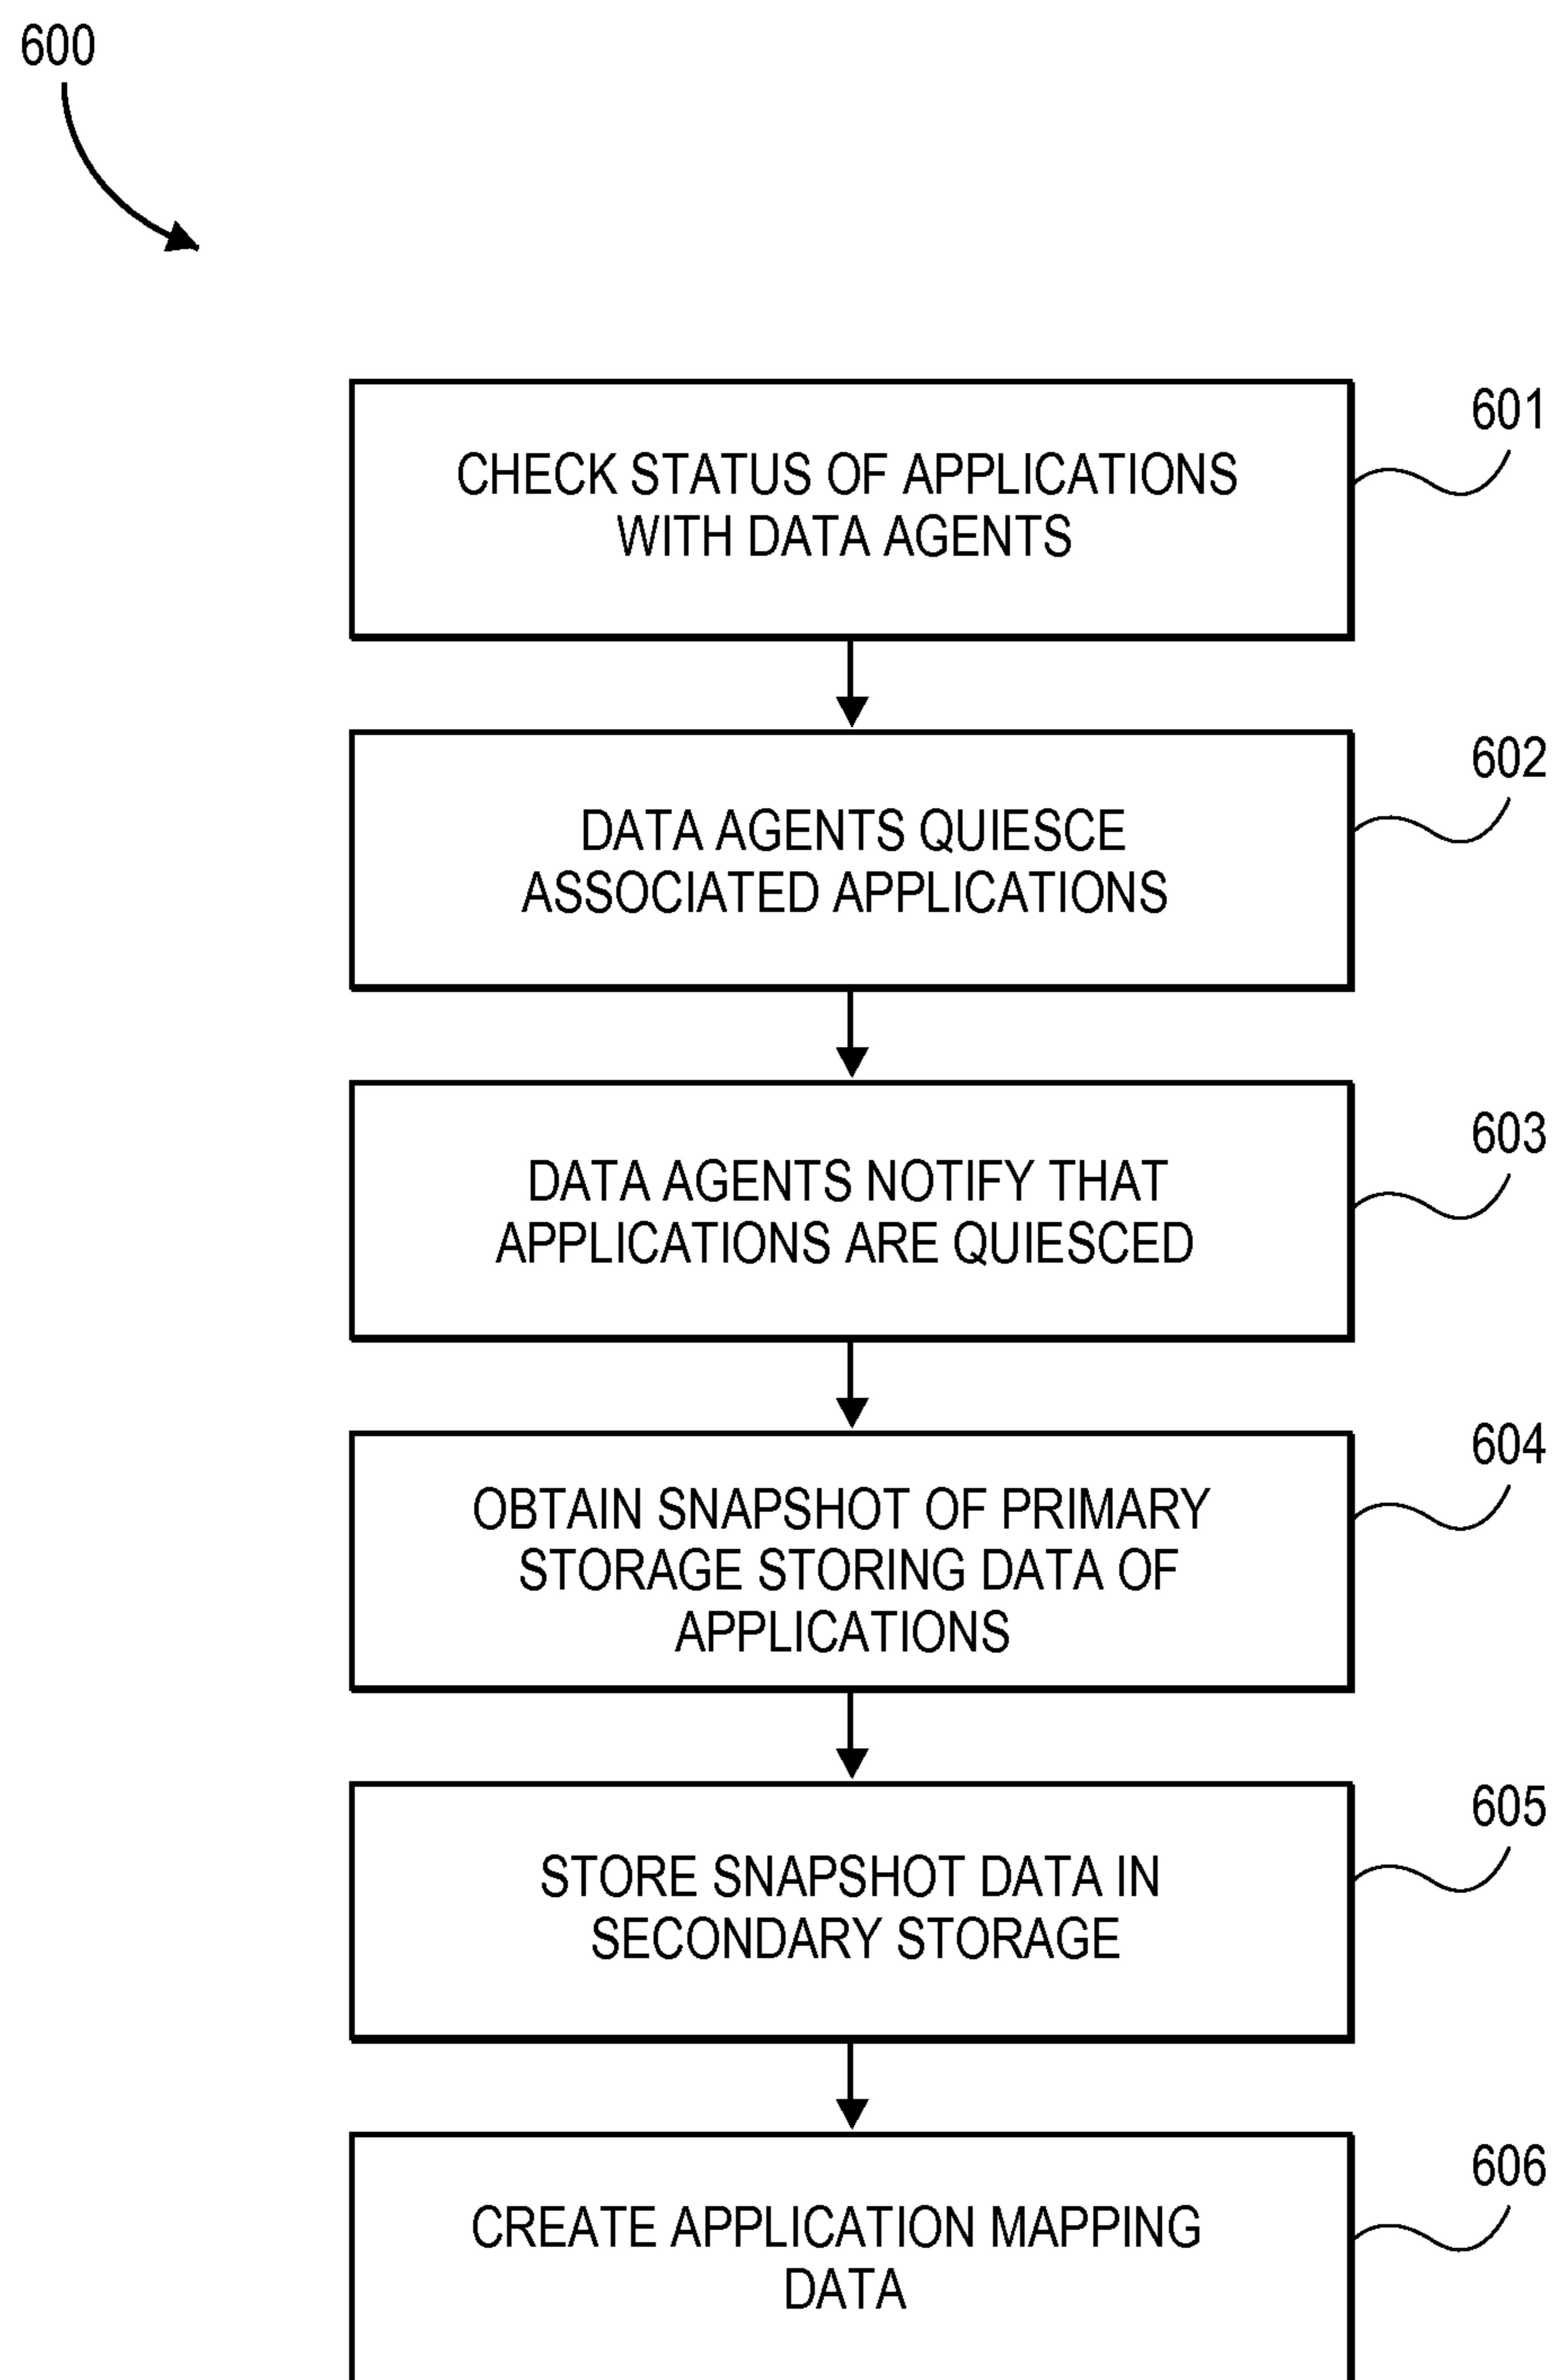 600
601
CHECK STATUS OF APPLICATIONS
WITH DATA AGENTS
602
DATA AGENTS QUIESCE
ASSOCIATED APPLICATIONS
603
DATA AGENTS NOTIFY THAT
APPLICATIONS ARE QUIESCED
604
OBTAIN SNAPSHOT OF PRIMARY
STORAGE STORING DATA OF
APPLICATIONS
605
STORE SNAPSHOT DATA IN
SECONDARY STORAGE
606
CREATE APPLICATION MAPPING
DATA